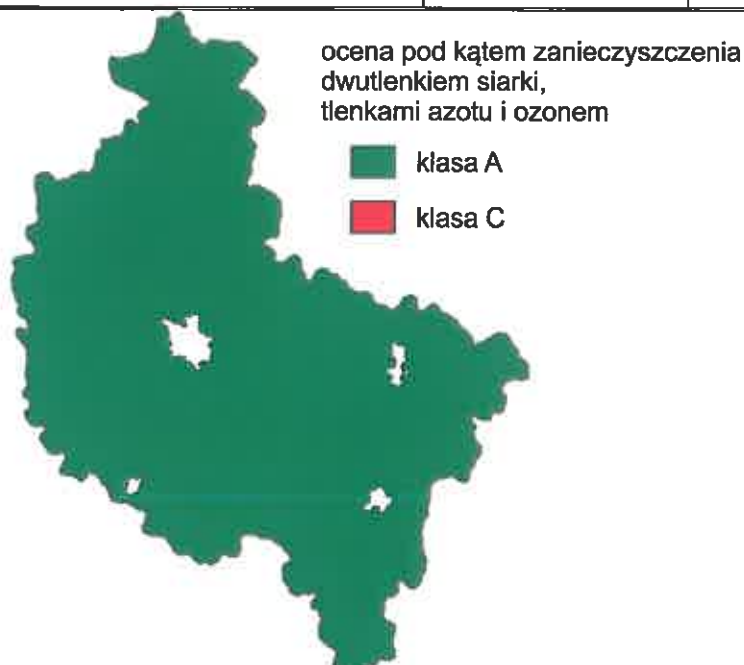 ocena pod kątem zanieczyszczenia
dwutlenkiem siarki,
tlenkami azotu i ozonem
klasa A
klasa C